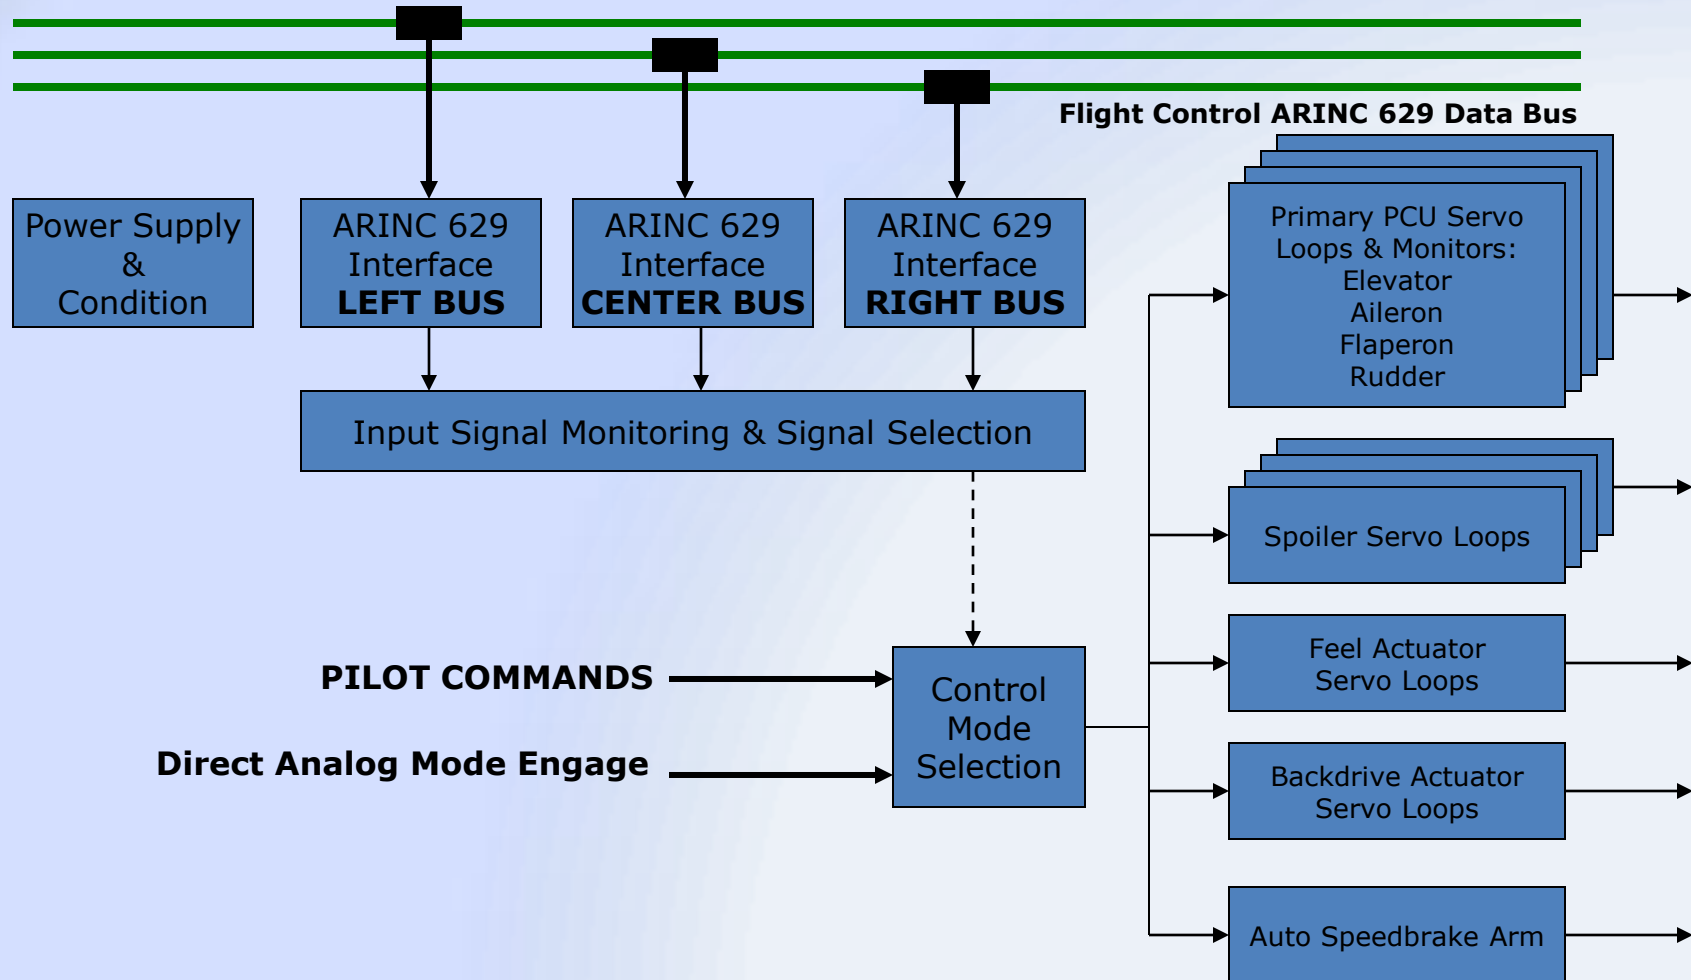 Flight Control ARINC 629 Data Bus
Power Supply
&
Condition
ARINC 629
Interface
LEFT BUS
ARINC 629
Interface
CENTER BUS
ARINC 629
Interface
RIGHT BUS
Primary PCU Servo
Loops & Monitors:
Elevator
Aileron
Flaperon
Rudder
Input Signal Monitoring & Signal Selection
Spoiler Servo Loops
PILOT COMMANDS
Direct Analog Mode Engage
Control
Mode
Selection
Feel Actuator
Servo Loops
Backdrive Actuator
Servo Loops
Auto Speedbrake Arm